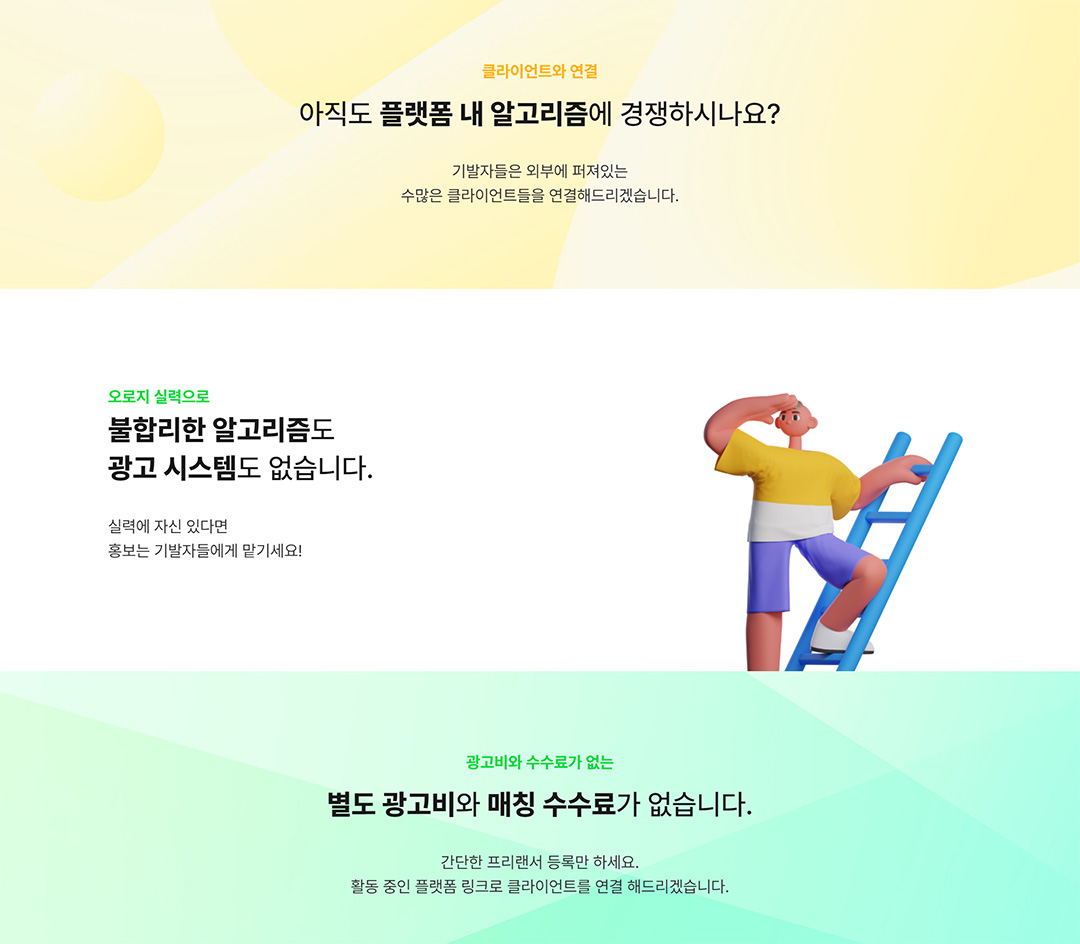 클라이언트와 연결
아직도 플랫폼 내 알고리즘에 경쟁하시나요?
기발자들은 외부에 퍼져있는
수많은 클라이언트들을 연결해드리겠습니다.
오로지 실력으로
불합리한 알고리즘도
광고 시스템도 없습니다.
실력에 자신 있다면
홍보는 기발자들에게 맡기세요!
광고비와 수수료가 없는
별도 광고비와 매칭 수수료가 없습니다.
간단한 프리랜서 등록만 하세요.
활동 중인 플랫폼 링크로 클라이언트를 연결 해드리겠습니다.